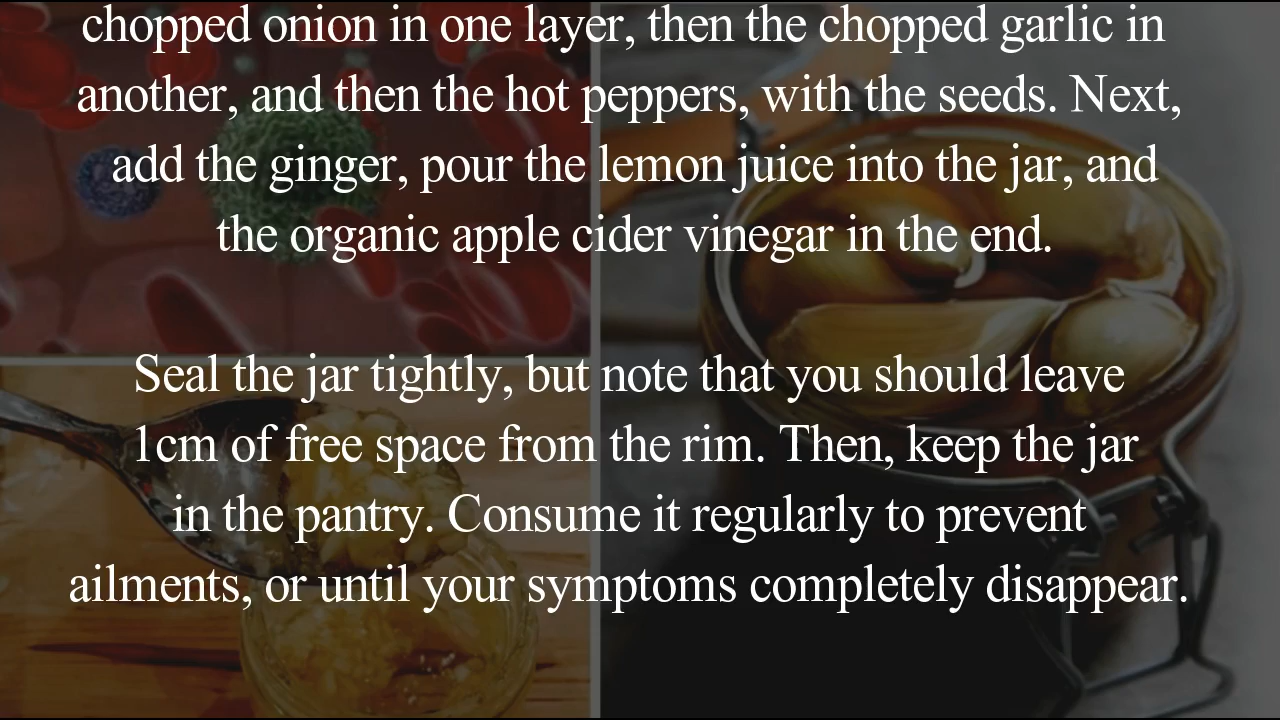 chopped onion in one layer, then the chopped garlic in
another, and then the hot peppers, with the seeds. Next,
add the ginger, pour the lemon juice into the jar, and
the organic apple cider vinegar in the end.
Seal the jar tightly, but note that you should leave
1cm of free space from the rim. Then, keep the jar
in the pantry. Consume it regularly to prevent
ailments, or until your symptoms completely disappear.